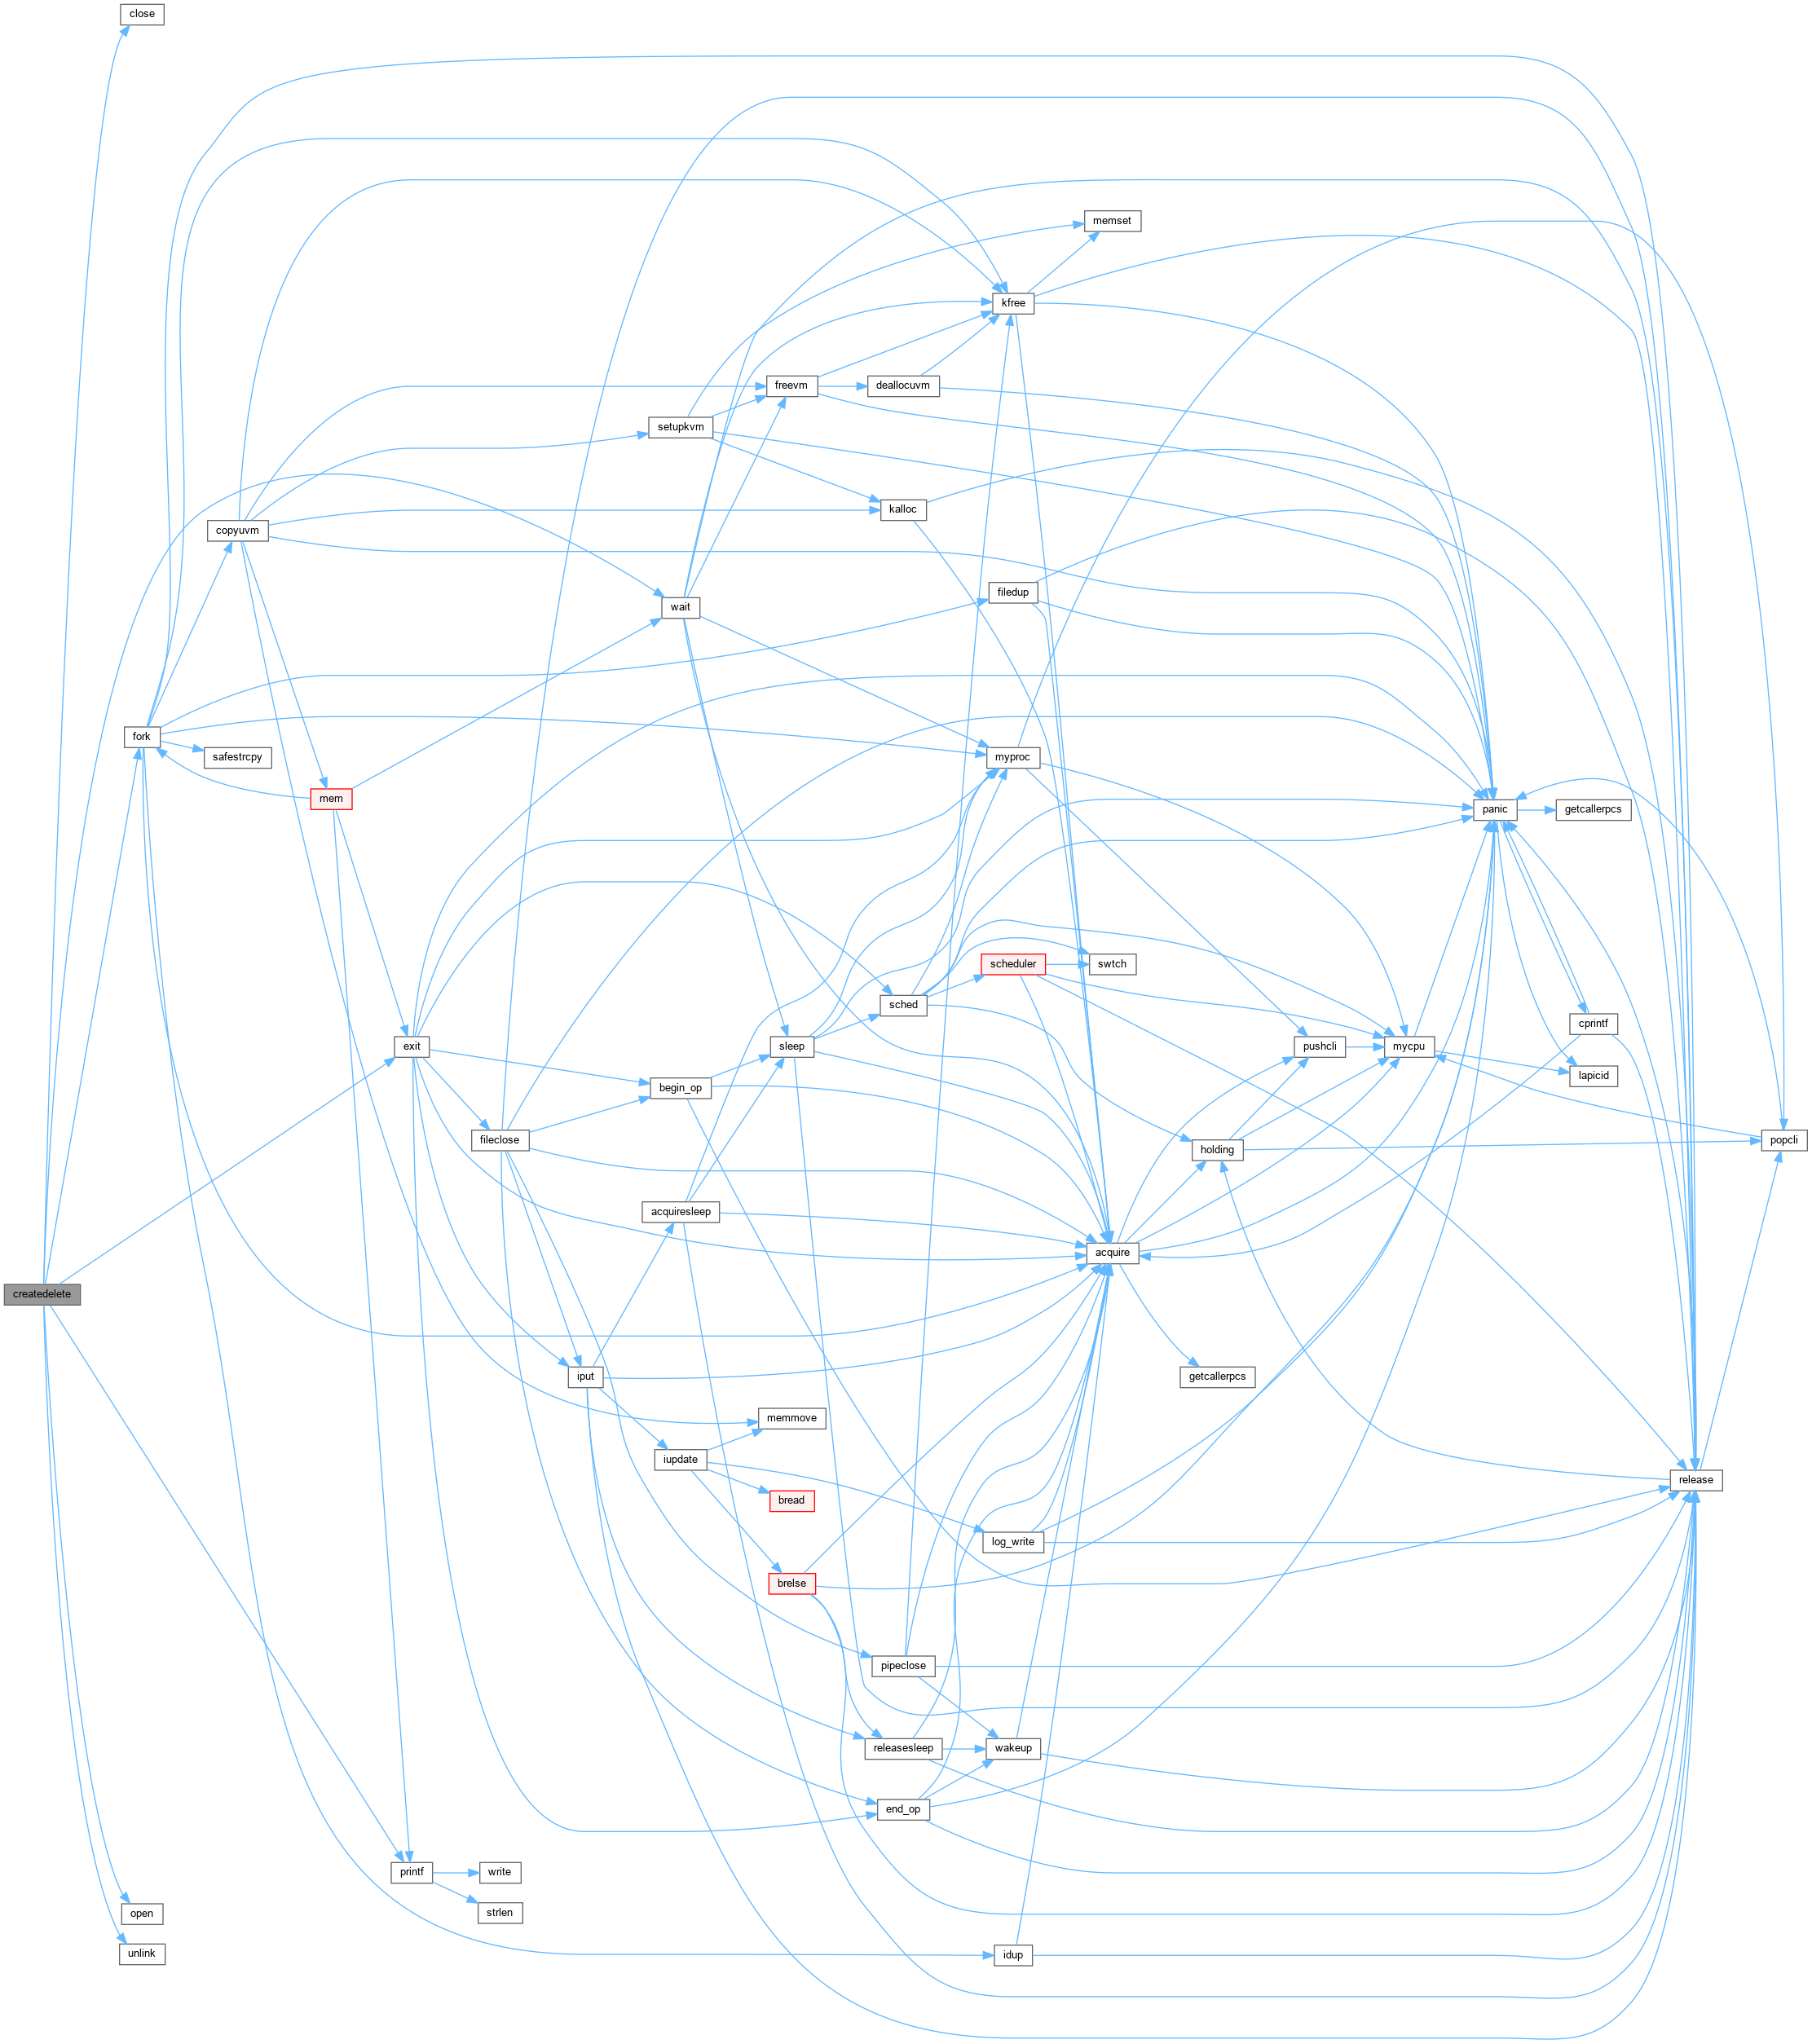 close
memset
kfree
freevm
deallocuvm
setupkvm
kalloc
copyuvm
filedup
wait
fork
safestrcpy
myproc
mem
panic
getcallerpcs
scheduler
swtch
sched
cprintf
exit
sleep
pushcli
mycpu
lapicid
begin_op
fileclose
holding
popcli
acquiresleep
acquire
createdelete
iput
getcallerpcs
memmove
iupdate
release
bread
log_write
brelse
pipeclose
releasesleep
wakeup
end_op
printf
write
open
strlen
unlink
idup